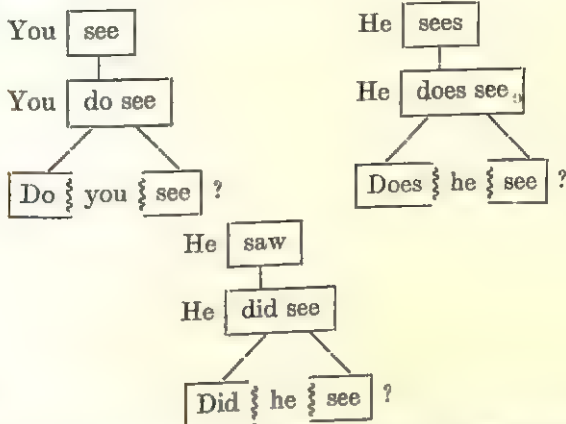 You see
You do see
Do you see ?
He sees
He does see
Does he see ?
He saw
He did see
Did he see ?